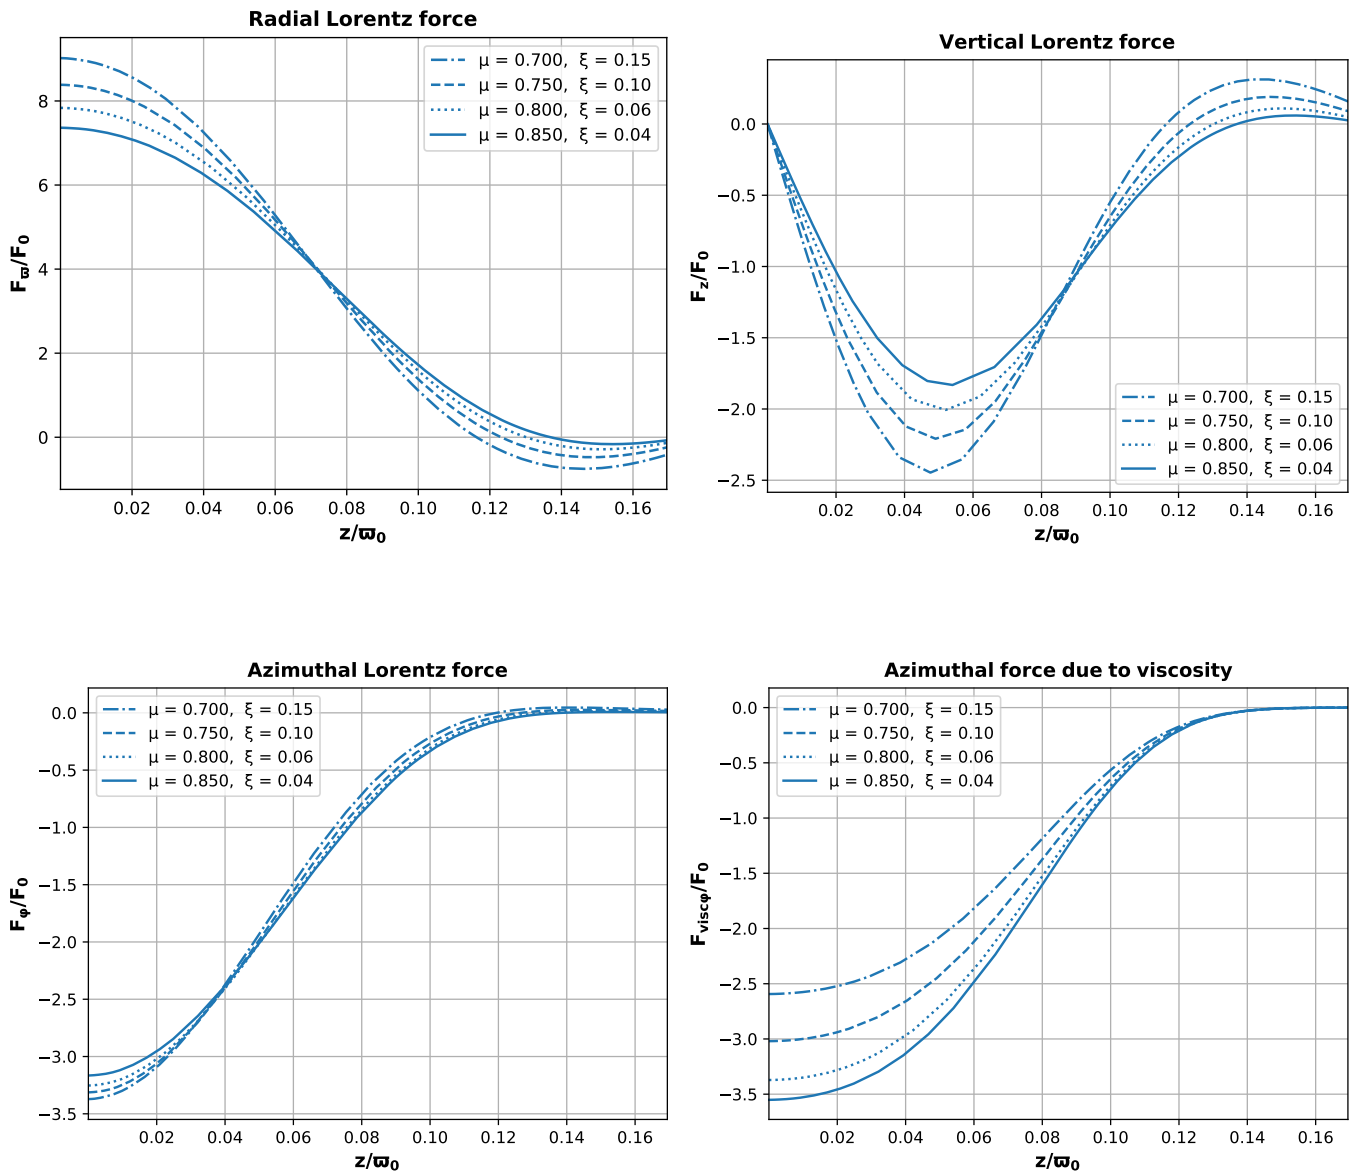 Radial Lorentz force
μ = 0.700, ξ = 0.15
μ = 0.750, ξ = 0.10
μ = 0.800, ξ = 0.06
μ = 0.850, ξ = 0.04
8
6
4
2
0
0.02 0.04 0.06 0.08 0.10 0.12 0.14 0.16
z/ϖ₀
F_ϖ/F₀
Vertical Lorentz force
0.0
−0.5
−1.0
−1.5
−2.0
−2.5
μ = 0.700, ξ = 0.15
μ = 0.750, ξ = 0.10
μ = 0.800, ξ = 0.06
μ = 0.850, ξ = 0.04
0.02 0.04 0.06 0.08 0.10 0.12 0.14 0.16
z/ϖ₀
F_z/F₀
Azimuthal Lorentz force
μ = 0.700, ξ = 0.15
μ = 0.750, ξ = 0.10
μ = 0.800, ξ = 0.06
μ = 0.850, ξ = 0.04
0.0
−0.5
−1.0
−1.5
−2.0
−2.5
−3.0
−3.5
0.02 0.04 0.06 0.08 0.10 0.12 0.14 0.16
z/ϖ₀
F_φ/F₀
Azimuthal force due to viscosity
μ = 0.700, ξ = 0.15
μ = 0.750, ξ = 0.10
μ = 0.800, ξ = 0.06
μ = 0.850, ξ = 0.04
0.0
−0.5
−1.0
−1.5
−2.0
−2.5
−3.0
−3.5
0.02 0.04 0.06 0.08 0.10 0.12 0.14 0.16
z/ϖ₀
F_viscφ/F₀